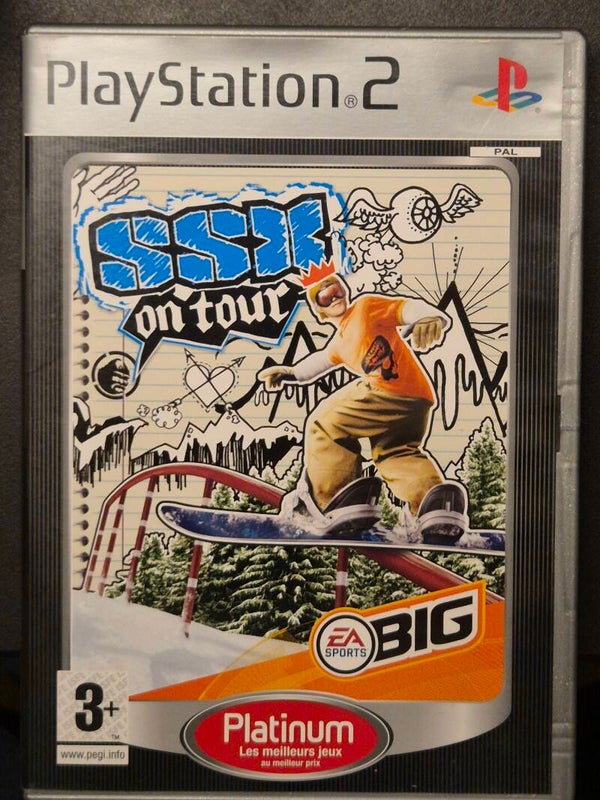 PlayStation®2
PAL
SSX
on tour
EA
SPORTS
BIG
3+
TM
www.pegi.info
Platinum
Les meilleurs jeux
au meilleur prix